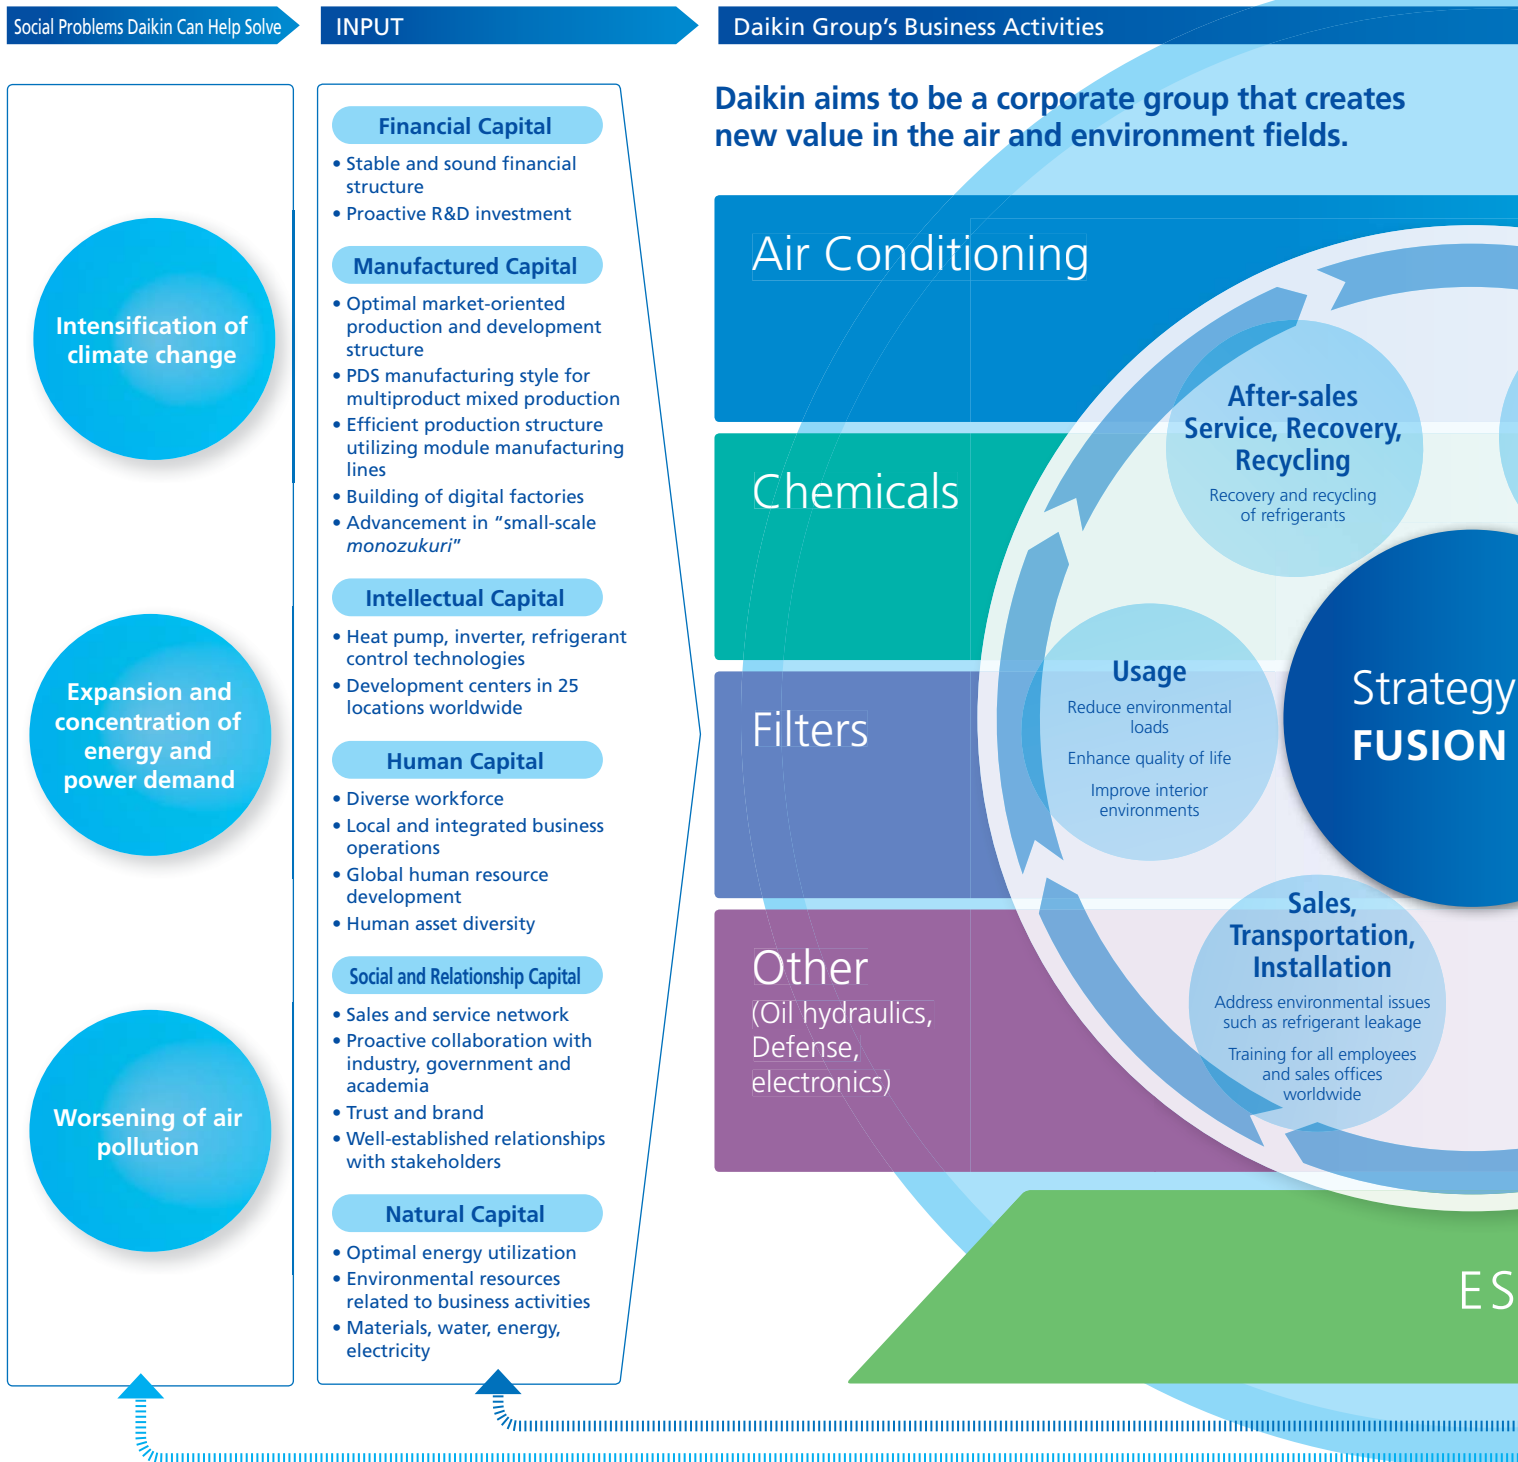 Social Problems Daikin Can Help Solve
INPUT
Daikin Group's Business Activities
Intensification of
climate change
Expansion and
concentration of
energy and
power demand
Worsening of air
pollution
Financial Capital
• Stable and sound financial
structure
• Proactive R&D investment
Manufactured Capital
• Optimal market-oriented
production and development
structure
• PDS manufacturing style for
multiproduct mixed production
• Efficient production structure
utilizing module manufacturing
lines
• Building of digital factories
• Advancement in “small-scale
monozukuri”
Intellectual Capital
• Heat pump, inverter, refrigerant
control technologies
• Development centers in 25
locations worldwide
Human Capital
• Diverse workforce
• Local and integrated business
operations
• Global human resource
development
• Human asset diversity
Social and Relationship Capital
• Sales and service network
• Proactive collaboration with
industry, government and
academia
• Trust and brand
• Well-established relationships
with stakeholders
Natural Capital
• Optimal energy utilization
• Environmental resources
related to business activities
• Materials, water, energy,
electricity
Daikin aims to be a corporate group that creates
new value in the air and environment fields.
Air Conditioning
Chemicals
Filters
Other
(Oil hydraulics,
Defense,
electronics)
After-sales
Service, Recovery,
Recycling
Recovery and recycling
of refrigerants
Usage
Reduce environmental
loads
Enhance quality of life
Improve interior
environments
Strategy
FUSION
Sales,
Transportation,
Installation
Address environmental issues
such as refrigerant leakage
Training for all employees
and sales offices
worldwide
ES